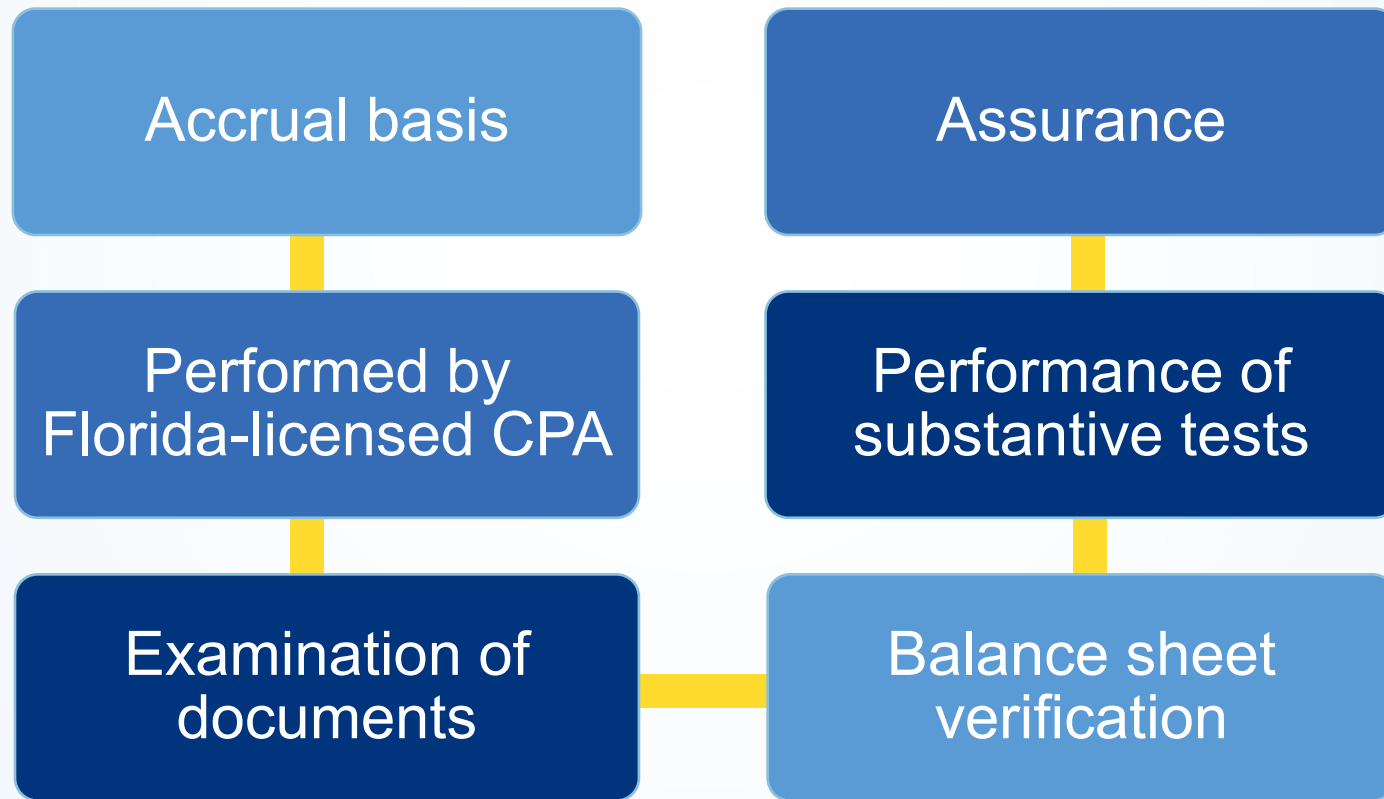 Accrual basis
Performed by
Florida-licensed CPA
Examination of
documents
Balance sheet
verification
Performance of
substantive tests
Assurance